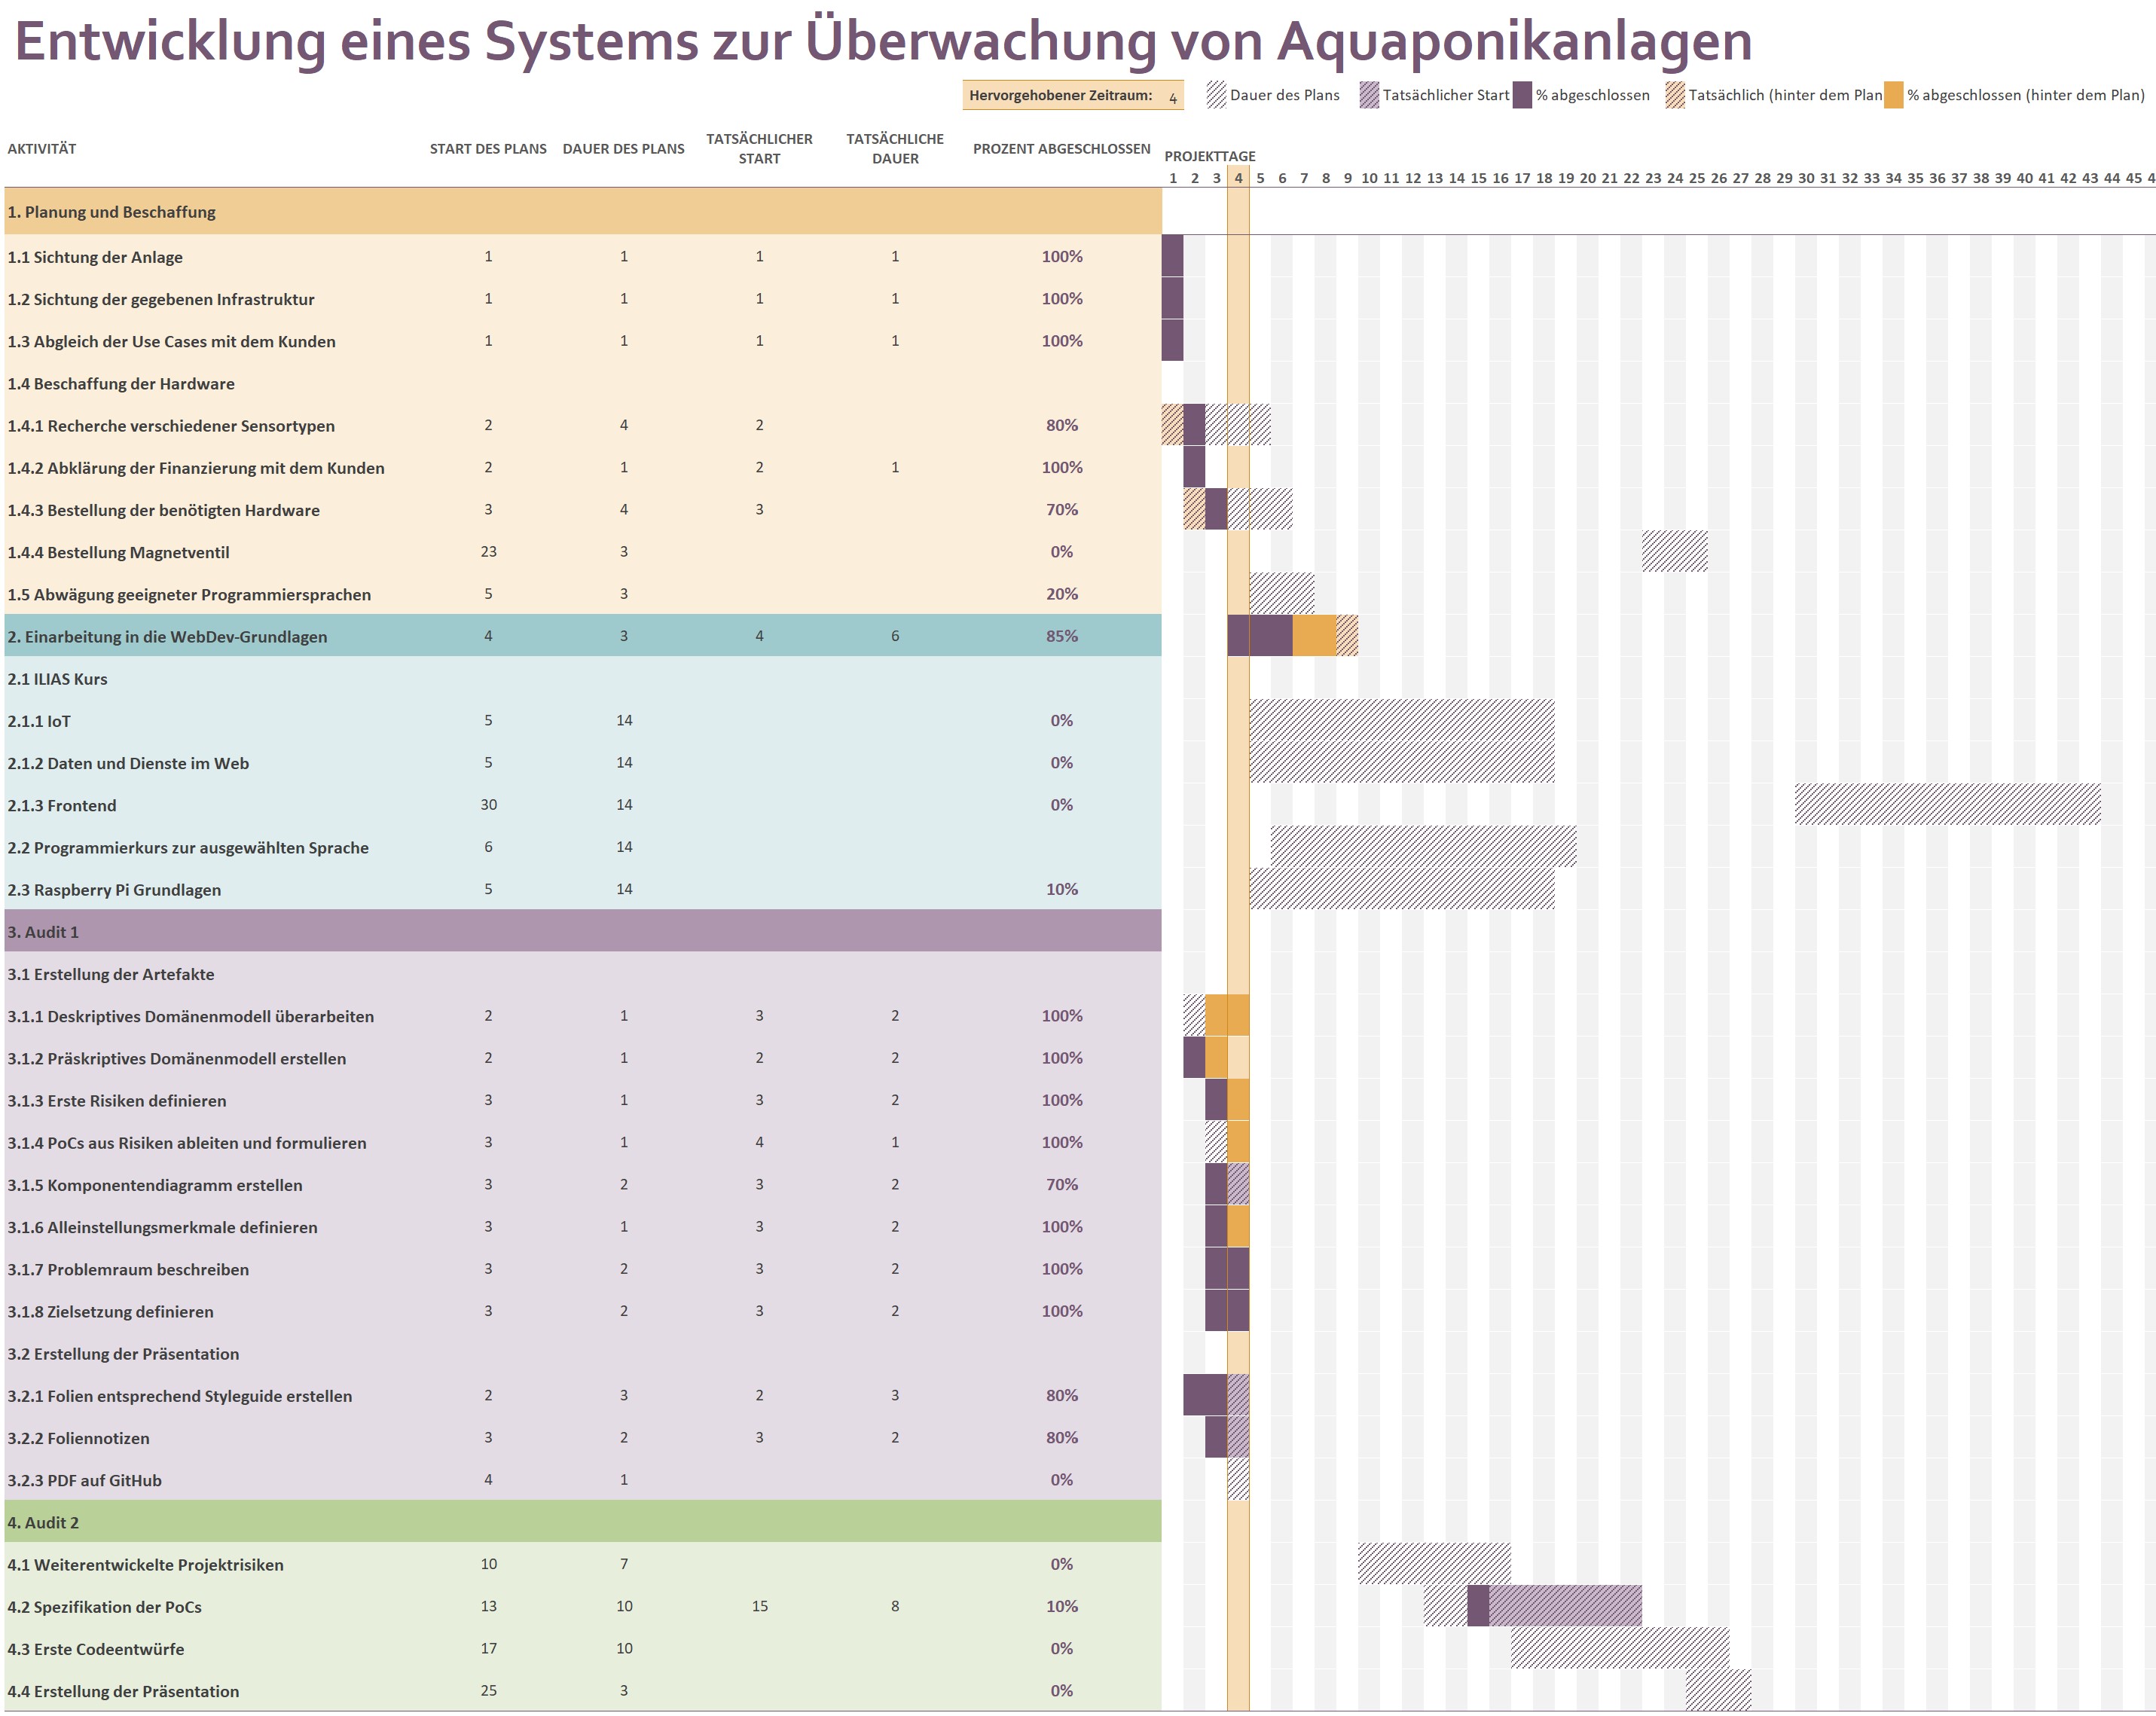 Entwicklung eines Systems zur Überwachung von Aquaponikanlagen
Hervorgehobener Zeitraum: 4 Dauer des Plans Tatsächlicher Start % abgeschlossen Tatsächlich (hinter dem Plan % abgeschlossen (hinter dem Plan)
AKTIVITÄT START DES PLANS DAUER DES PLANS TATSÄCHLICHER START TATSÄCHLICHE DAUER PROZENT ABGESCHLOSSEN PROJEKTTAGE
1 2 3 4 5 6 7 8 9 10 11 12 13 14 15 16 17 18 19 20 21 22 23 24 25 26 27 28 29 30 31 32 33 34 35 36 37 38 39 40 41 42 43 44 45 4
1. Planung und Beschaffung
1.1 Sichtung der Anlage 1 1 1 1 100%
1.2 Sichtung der gegebenen Infrastruktur 1 1 1 1 100%
1.3 Abgleich der Use Cases mit dem Kunden 1 1 1 1 100%
1.4 Beschaffung der Hardware
1.4.1 Recherche verschiedener Sensortypen 2 4 2 80%
1.4.2 Abklärung der Finanzierung mit dem Kunden 2 1 2 1 100%
1.4.3 Bestellung der benötigten Hardware 3 4 3 70%
1.4.4 Bestellung Magnetventil 23 3 0%
1.5 Abwägung geeigneter Programmiersprachen 5 3 20%
2. Einarbeitung in die WebDev-Grundlagen 4 3 4 6 85%
2.1 ILIAS Kurs
2.1.1 IoT 5 14 0%
2.1.2 Daten und Dienste im Web 5 14 0%
2.1.3 Frontend 30 14 0%
2.2 Programmierkurs zur ausgewählten Sprache 6 14
2.3 Raspberry Pi Grundlagen 5 14 10%
3. Audit 1
3.1 Erstellung der Artefakte
3.1.1 Deskriptives Domänenmodell überarbeiten 2 1 3 2 100%
3.1.2 Präskriptives Domänenmodell erstellen 2 1 2 2 100%
3.1.3 Erste Risiken definieren 3 1 3 2 100%
3.1.4 PoCs aus Risiken ableiten und formulieren 3 1 4 1 100%
3.1.5 Komponentendiagramm erstellen 3 2 3 2 70%
3.1.6 Alleinstellungsmerkmale definieren 3 1 3 2 100%
3.1.7 Problemraum beschreiben 3 2 3 2 100%
3.1.8 Zielsetzung definieren 3 2 3 2 100%
3.2 Erstellung der Präsentation
3.2.1 Folien entsprechend Styleguide erstellen 2 3 2 3 80%
3.2.2 Foliennotizen 3 2 3 2 80%
3.2.3 PDF auf GitHub 4 1 0%
4. Audit 2
4.1 Weiterentwickelte Projektrisiken 10 7 0%
4.2 Spezifikation der PoCs 13 10 15 8 10%
4.3 Erste Codeentwürfe 17 10 0%
4.4 Erstellung der Präsentation 25 3 0%